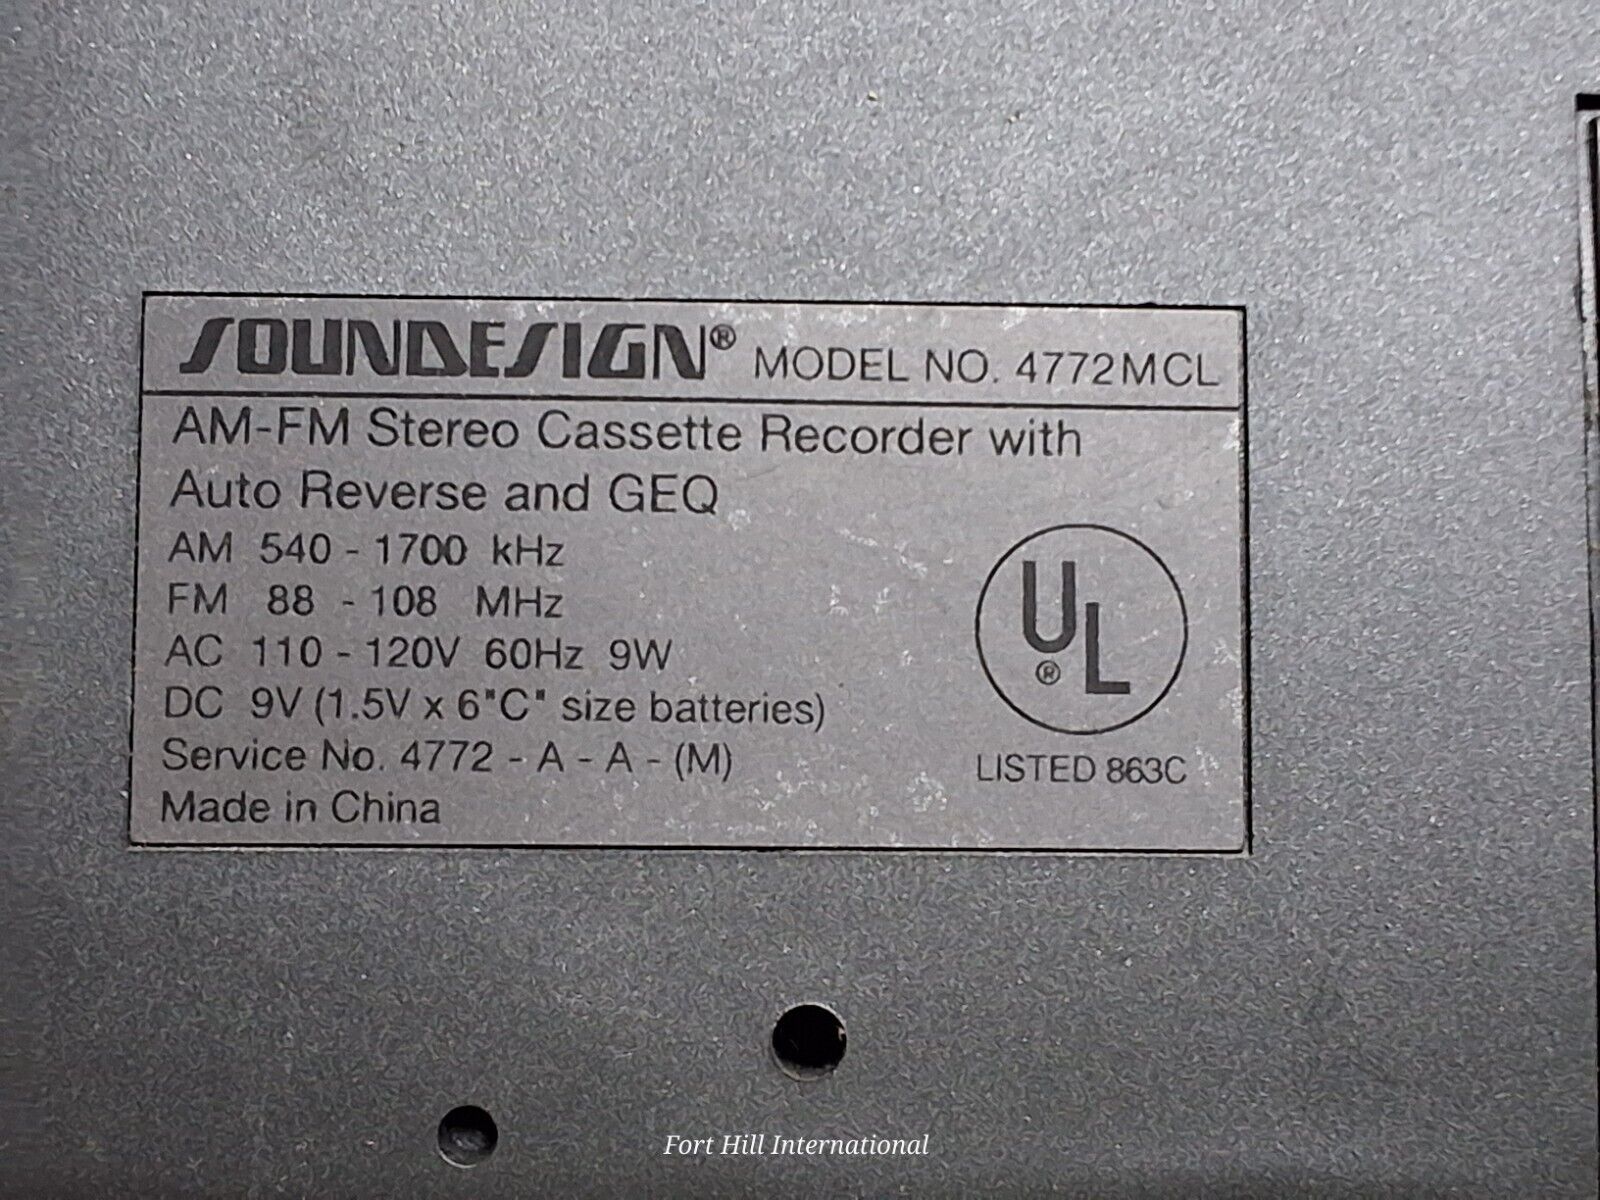 SOUNDESIGN® MODEL NO. 4772MCL
AM-FM Stereo Cassette Recorder with
Auto Reverse and GEQ
AM 540 - 1700 kHz
FM 88 - 108 MHz
AC 110 - 120V 60Hz 9W
DC 9V (1.5V x 6"C" size batteries)
Service No. 4772 - A - A - (M)
Made in China
UL®
LISTED 863C
Fort Hill International